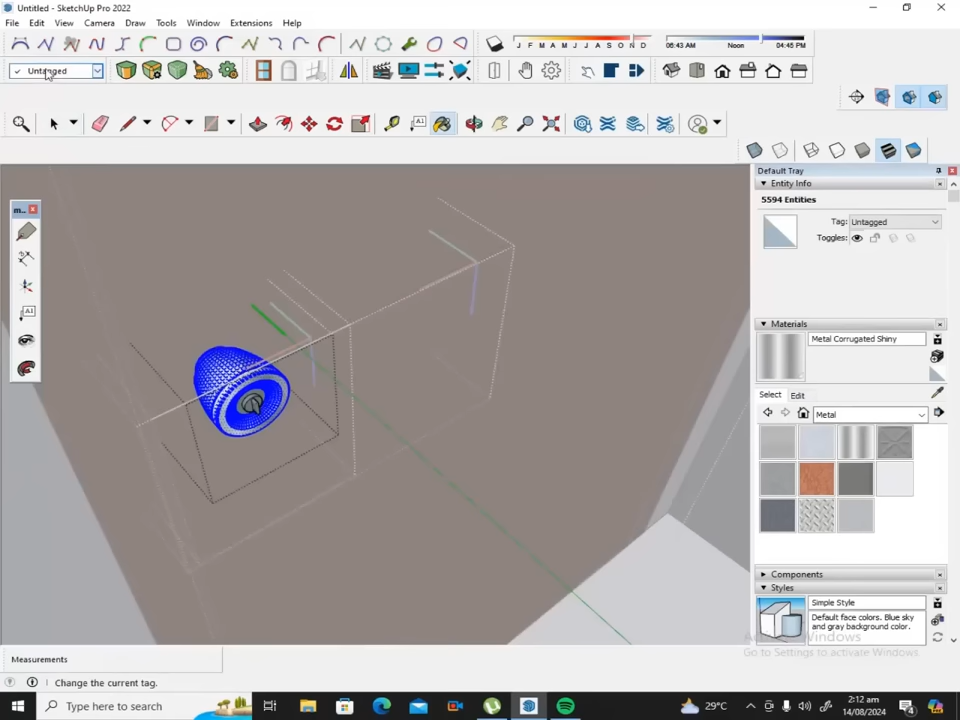 Untitled - SketchUp Pro 2022
File Edit View Camera Draw Tools Window Extensions Help
J F M A M J J A S O N D
06:43 AM Noon 04:45 PM
Untagged
Default Tray
Entity Info
5594 Entities
Tag: Untagged
Toggles:
m...
A1
A1
Materials
Metal Corrugated Shiny
Select Edit
Metal
Components
Styles
Simple Style
Default face colors. Blue sky and gray background color.
Activate Windows
Go to Settings to activate Windows.
Measurements
Change the current tag.
Type here to search
29°C
2:12 am
14/08/2024
4